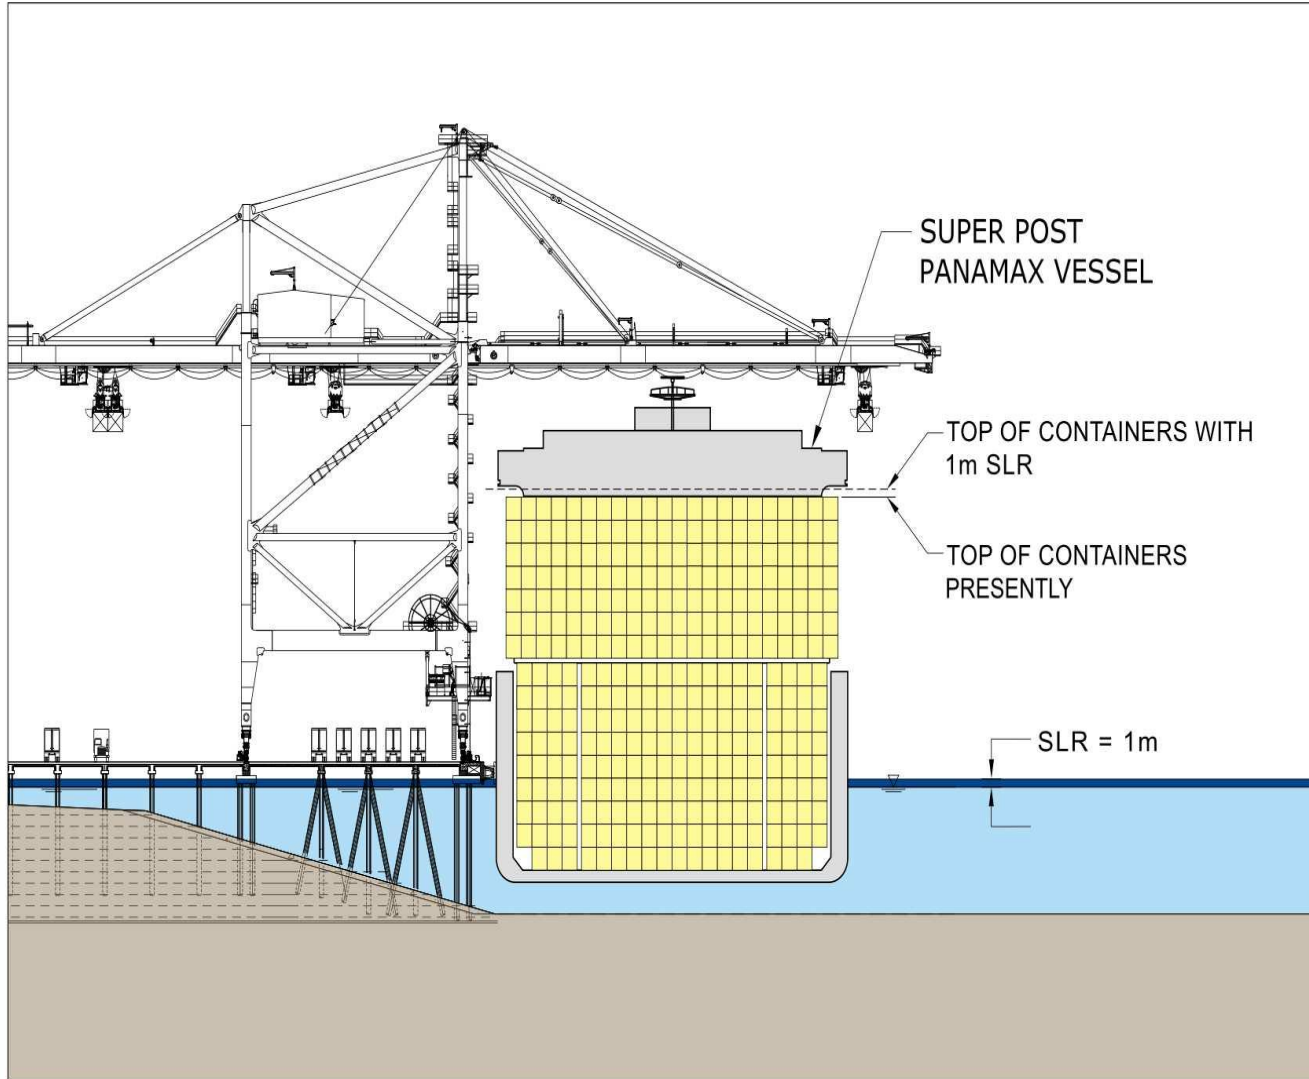 SUPER POST
PANAMAX VESSEL
TOP OF CONTAINERS WITH
1m SLR
TOP OF CONTAINERS
PRESENTLY
SLR = 1m